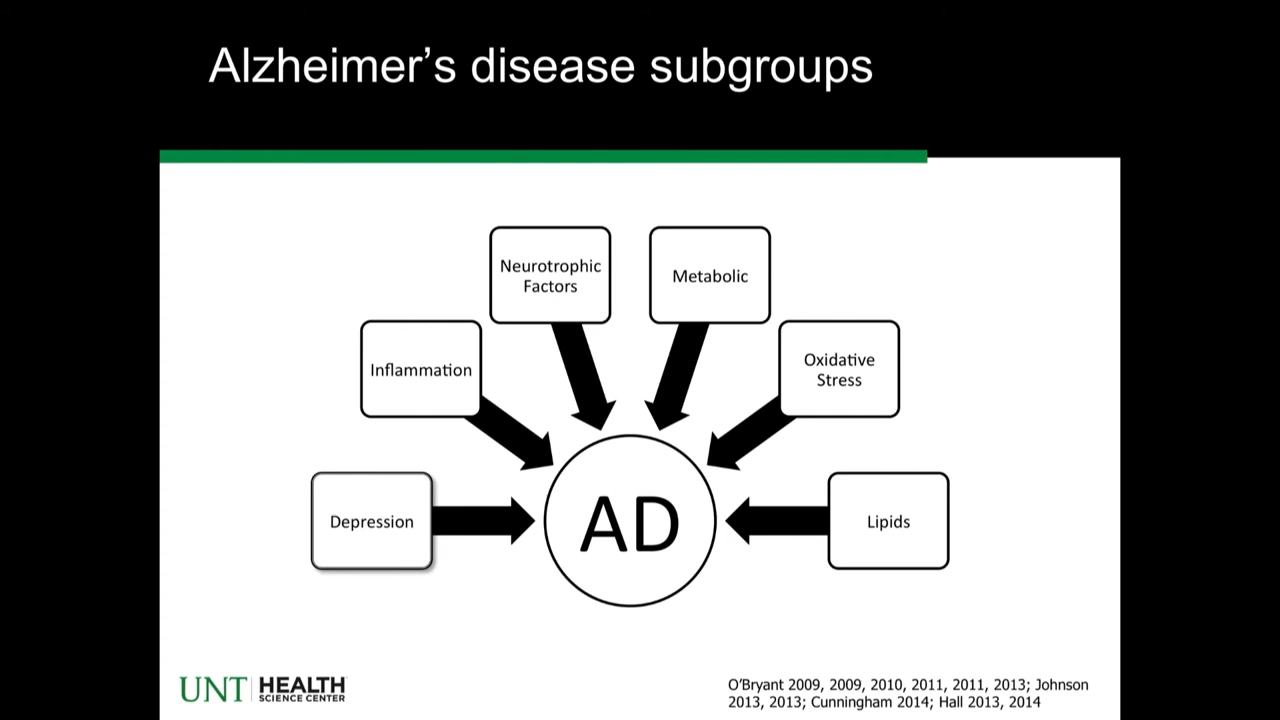 Alzheimer’s disease subgroups
Neurotrophic
Factors
Metabolic
Inflammation
Oxidative
Stress
Depression
AD
Lipids
UNT HEALTH
SCIENCE CENTER
O’Bryant 2009, 2009, 2010, 2011, 2011, 2013; Johnson
2013, 2013; Cunningham 2014; Hall 2013, 2014